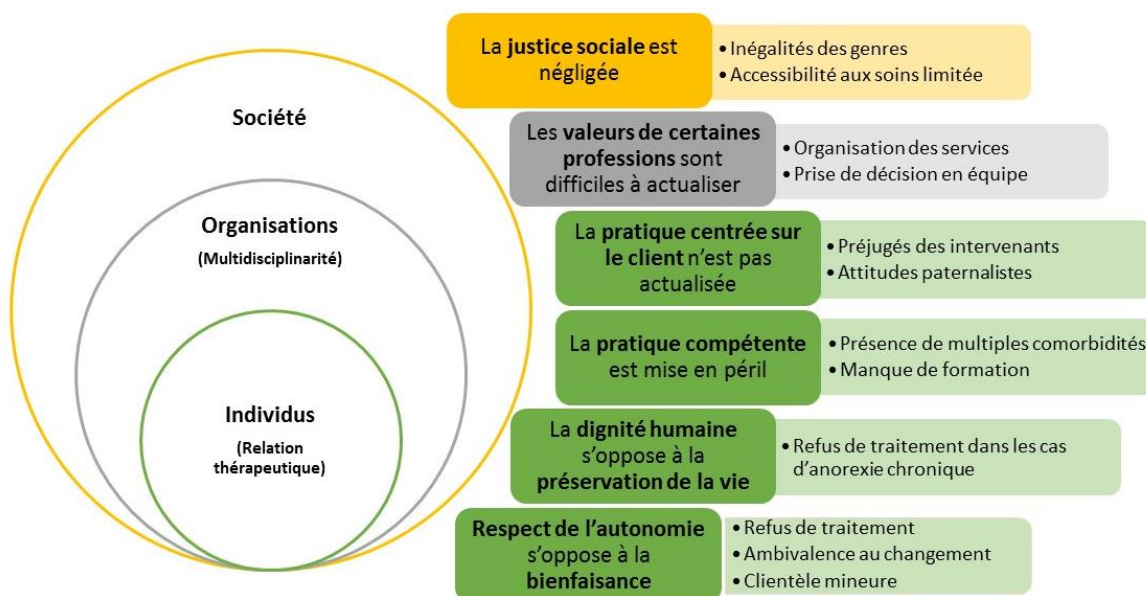 Société
Organisations
(Multidisciplinarité)
Individus
(Relation
thérapeutique)
La justice sociale est
négligée
• Inégalités des genres
• Accessibilité aux soins limitée
Les valeurs de certaines
professions sont
difficiles à actualiser
• Organisation des services
• Prise de décision en équipe
La pratique centrée sur
le client n'est pas
actualisée
• Préjugés des intervenants
• Attitudes paternalistes
La pratique compétente
est mise en péril
• Présence de multiples comorbidités
• Manque de formation
La dignité humaine
s'oppose à la
préservation de la vie
• Refus de traitement dans les cas
d'anorexie chronique
Respect de l'autonomie
s'oppose à la
bienfaisance
• Refus de traitement
• Ambivalence au changement
• Clientèle mineure